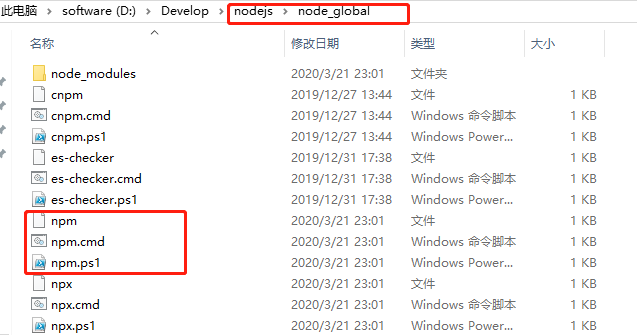 此电脑 › software (D:) › Develop › nodejs › node_global
名称 修改日期 类型 大小
node_modules 2020/3/21 23:01 文件夹
cnpm 2019/12/27 13:44 文件 1 KB
cnpm.cmd 2019/12/27 13:44 Windows 命令脚本 1 KB
cnpm.ps1 2019/12/27 13:44 Windows Power... 1 KB
es-checker 2019/12/31 17:38 文件 1 KB
es-checker.cmd 2019/12/31 17:38 Windows 命令脚本 1 KB
es-checker.ps1 2019/12/31 17:38 Windows Power... 1 KB
npm 2020/3/21 23:01 文件 1 KB
npm.cmd 2020/3/21 23:01 Windows 命令脚本 1 KB
npm.ps1 2020/3/21 23:01 Windows Power... 1 KB
npx 2020/3/21 23:01 文件 1 KB
npx.cmd 2020/3/21 23:01 Windows 命令脚本 1 KB
npx.ps1 2020/3/21 23:01 Windows Power... 1 KB